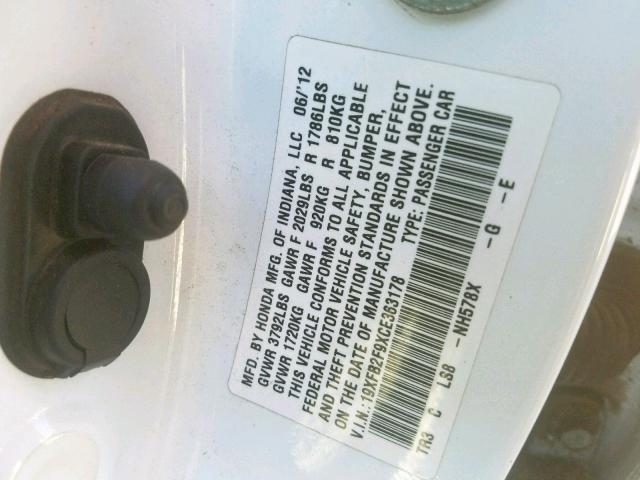 MFD. BY HONDA MFG. OF INDIANA, LLC 06/'12
GVWR 3792LBS GAWR F 2029LBS R 1786LBS
GVWR 1720KG GAWR F 920KG R 810KG
THIS VEHICLE CONFORMS TO ALL APPLICABLE
FEDERAL MOTOR VEHICLE SAFETY, BUMPER,
AND THEFT PREVENTION STANDARDS IN EFFECT
ON THE DATE OF MANUFACTURE SHOWN ABOVE.
V.I.N.:19XFB2F9XCE363178 TYPE: PASSENGER CAR
TR3 C LS8 -NH578X -G -E